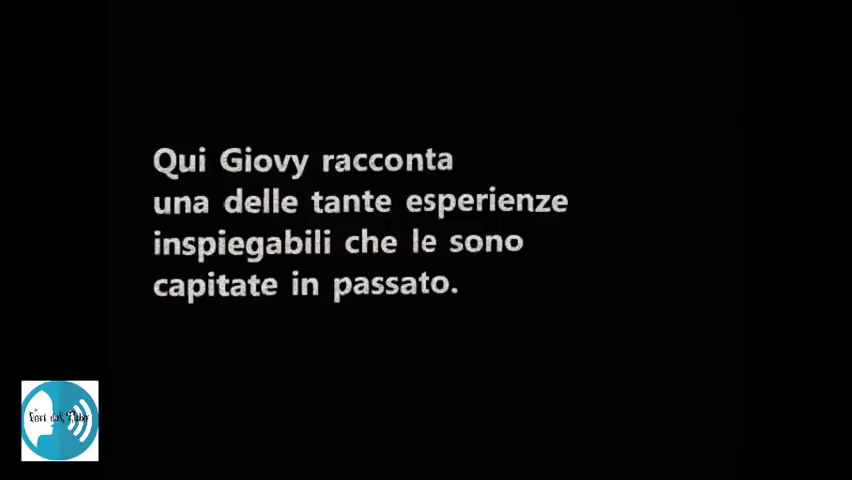 Qui Giovy racconta
una delle tante esperienze
inspiegabili che le sono
capitate in passato.